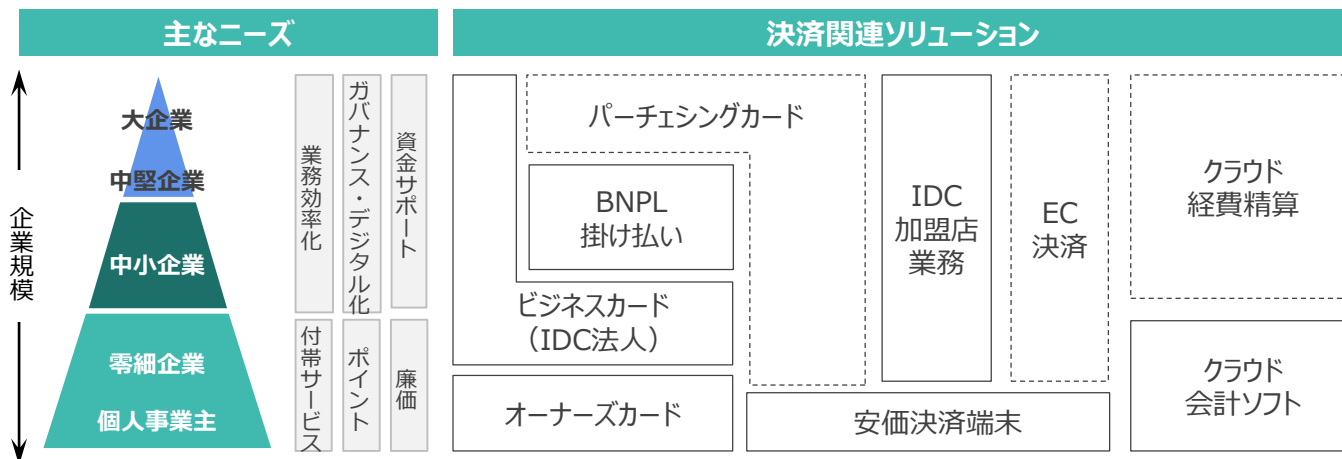 主なニーズ
決済関連ソリューション
企業規模
大企業
中堅企業
中小企業
零細企業
個人事業主
業務効率化
ガバナンス・デジタル化
資金サポート
付帯サービス
ポイント
廉価
パーチェシングカード
BNPL
掛け払い
ビジネスカード
（IDC法人）
オーナーズカード
IDC
加盟店
業務
EC
決済
安価決済端末
クラウド
経費精算
クラウド
会計ソフト